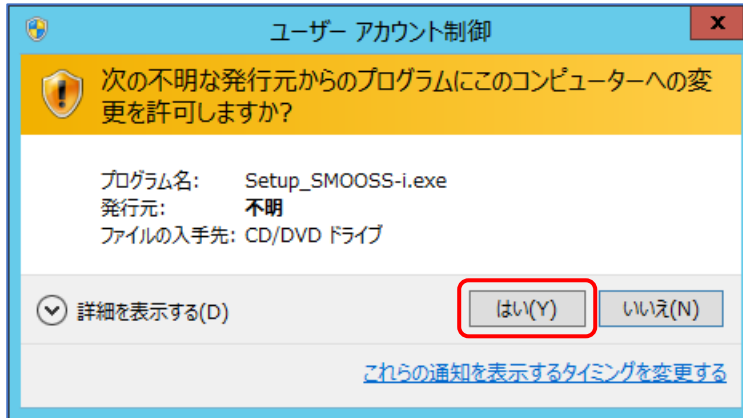 ユーザー アカウント制御
x
次の不明な発行元からのプログラムにこのコンピューターへの変
更を許可しますか?
プログラム名: Setup_SMOOSS-i.exe
発行元: 不明
ファイルの入手先: CD/DVD ドライブ
詳細を表示する(D)
はい(Y) いいえ(N)
これらの通知を表示するタイミングを変更する